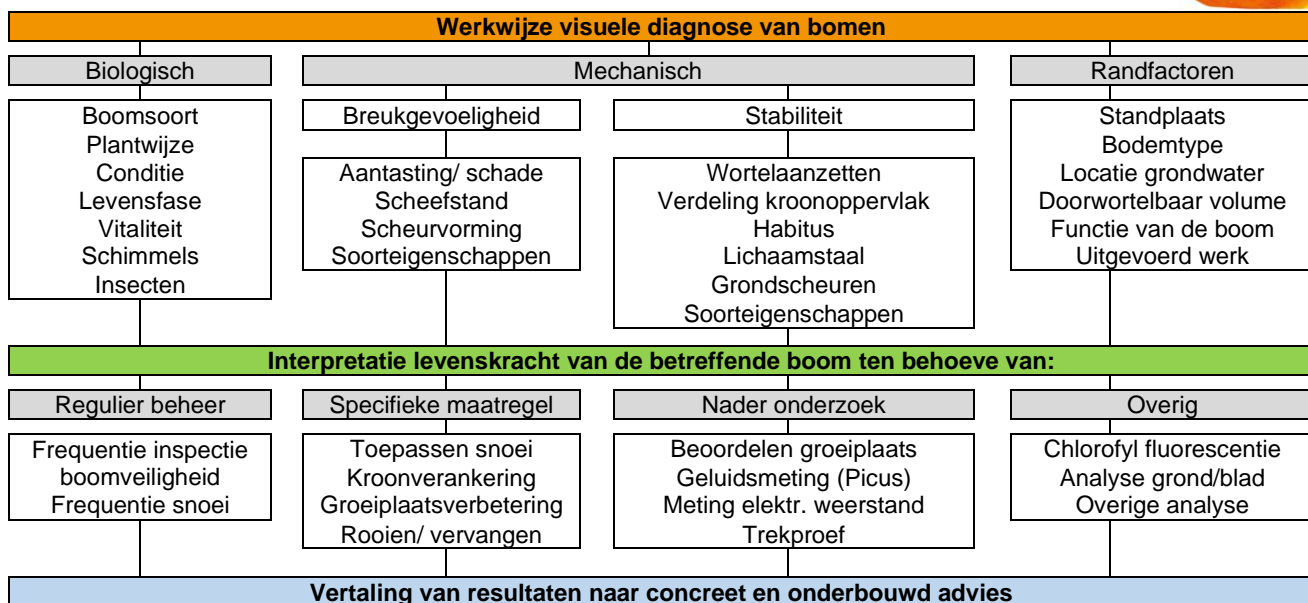 Werkwijze visuele diagnose van bomen
Biologisch
Mechanisch
Randfactoren
Boomsoort
Plantwijze
Conditie
Levensfase
Vitaliteit
Schimmels
Insecten
Breukgevoeligheid
Aantasting/ schade
Scheefstand
Scheurvorming
Soorteigenschappen
Stabiliteit
Wortelaanzetten
Verdeling kroonoppervlak
Habitus
Lichaamstaal
Grondscheuren
Soorteigenschappen
Standplaats
Bodemtype
Locatie grondwater
Doorwortelbaar volume
Functie van de boom
Uitgevoerd werk
Interpretatie levenskracht van de betreffende boom ten behoeve van:
Regulier beheer
Frequentie inspectie
boomveiligheid
Frequentie snoei
Specifieke maatregel
Toepassen snoei
Kroonverankering
Groeiplaatsverbetering
Rooien/ vervangen
Nader onderzoek
Beoordelen groeiplaats
Geluidsmeting (Picus)
Meting elektr. weerstand
Trekproef
Overig
Chlorofyl fluorescentie
Analyse grond/blad
Overige analyse
Vertaling van resultaten naar concreet en onderbouwd advies